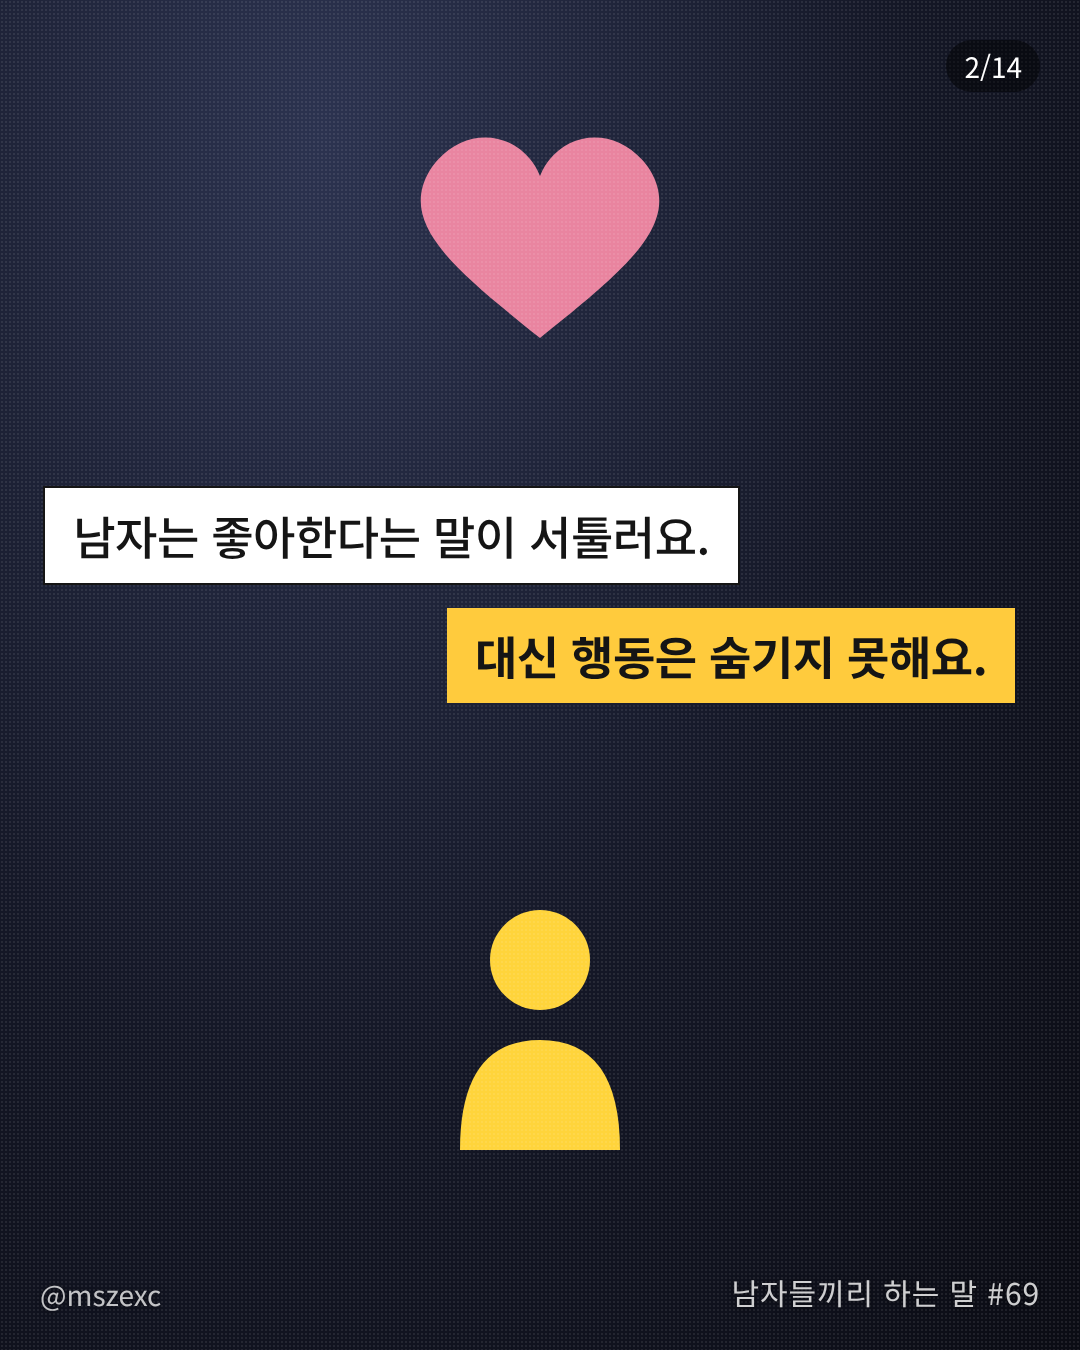 2/14
남자는 좋아한다는 말이 서툴러요.
대신 행동은 숨기지 못해요.
@mszexc
남자들끼리 하는 말 #69